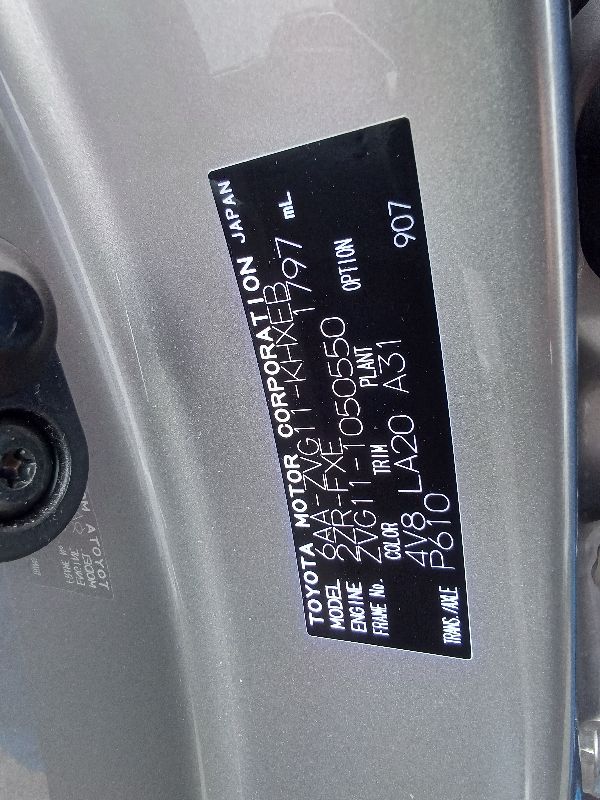 TOYOTA MOTOR CORPORATION JAPAN
MODEL 6AA-ZVG11-KHXEB
ENGINE 2ZR-FXE 1797 mL
FRAME No. ZVG11-1050550
COLOR TRIM PLANT OPTION
4V8 LA20 A31 907
TRANS./AXLE P610